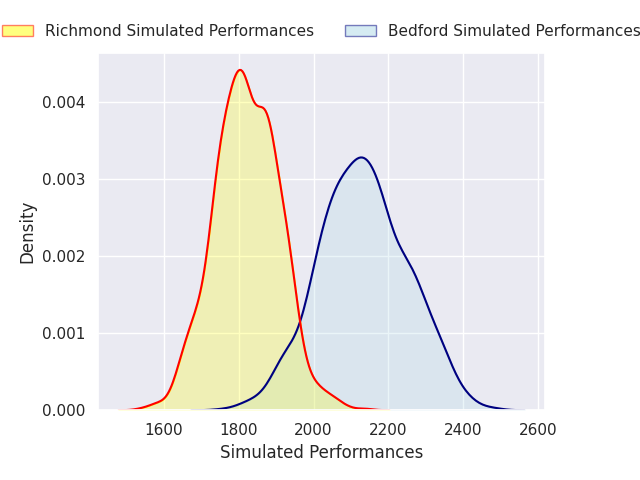 Richmond Simulated Performances Bedford Simulated Performances
0.004
0.003
0.002
0.001
0.000
Density
1600 1800 2000 2200 2400 2600
Simulated Performances